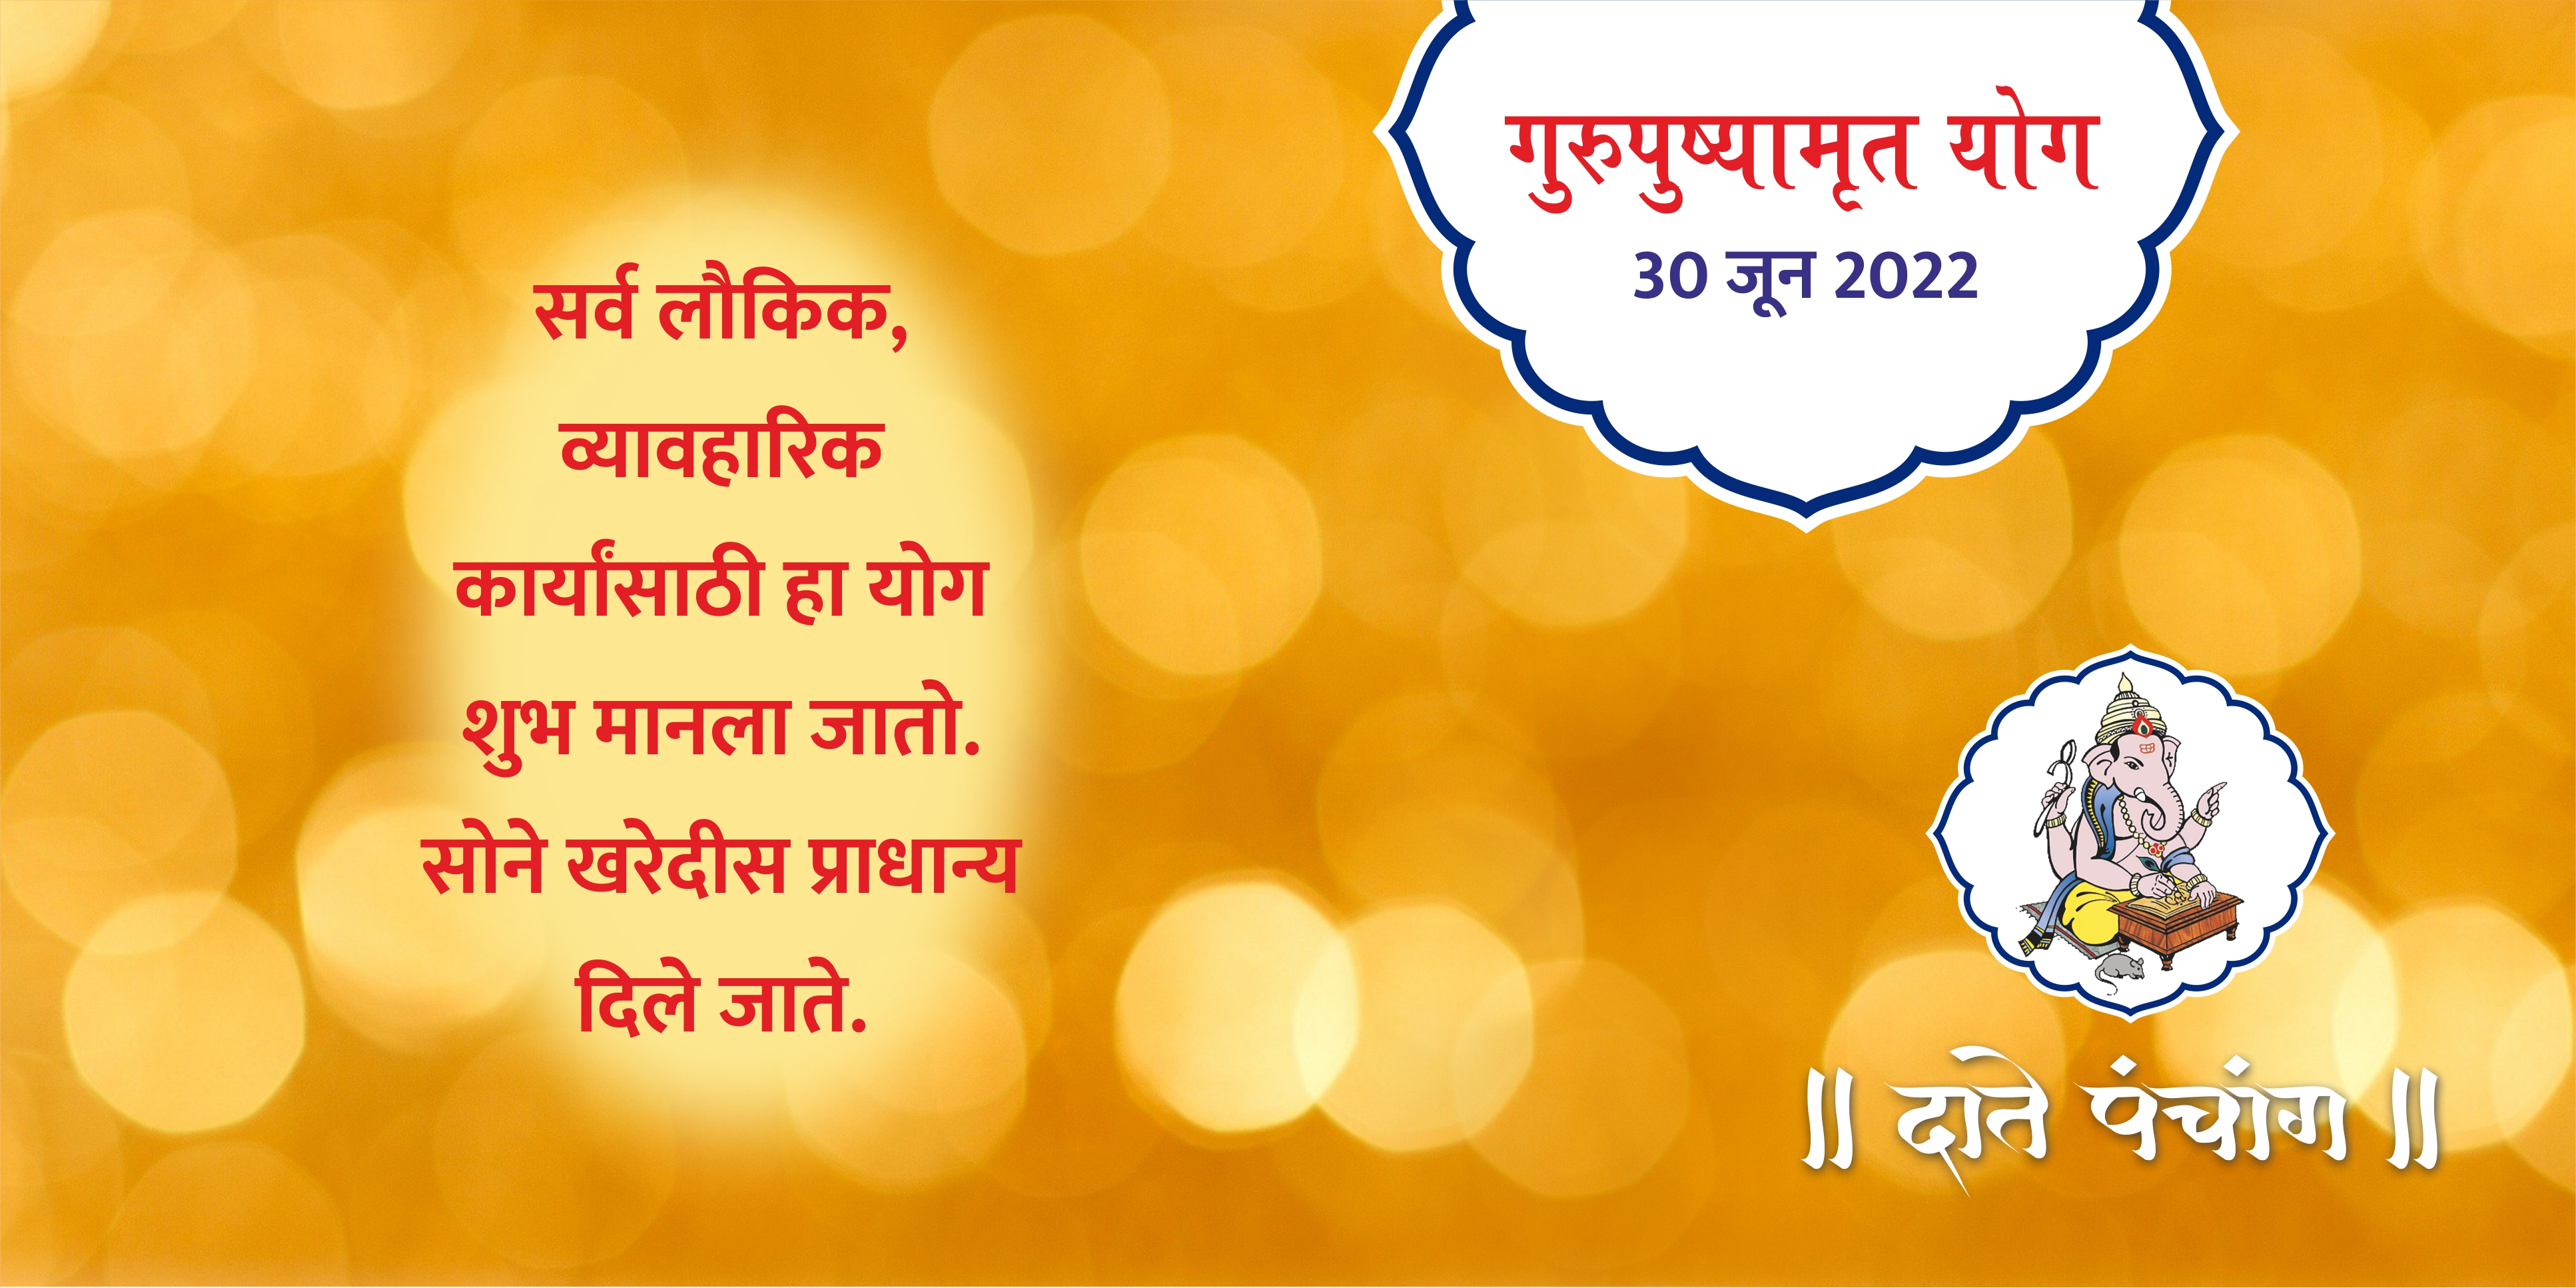 गुरुपुष्यामृत योग
30 जून 2022
सर्व लौकिक,
व्यावहारिक
कार्यांसाठी हा योग
शुभ मानला जातो.
सोने खरेदीस प्राधान्य
दिले जाते.
॥ दाते पंचांग ॥